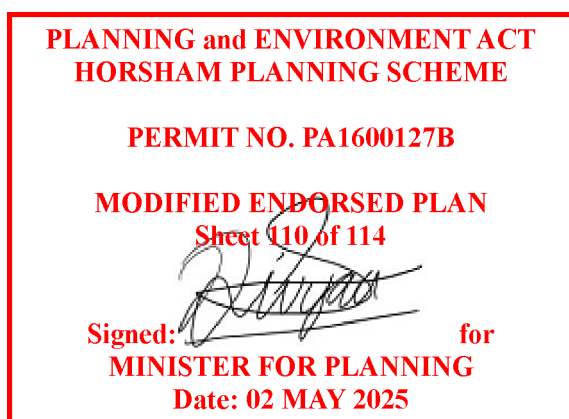 PLANNING and ENVIRONMENT ACT
HORSHAM PLANNING SCHEME
PERMIT NO. PA1600127B
MODIFIED ENDORSED PLAN
Sheet 110 of 114
Signed: for
MINISTER FOR PLANNING
Date: 02 MAY 2025